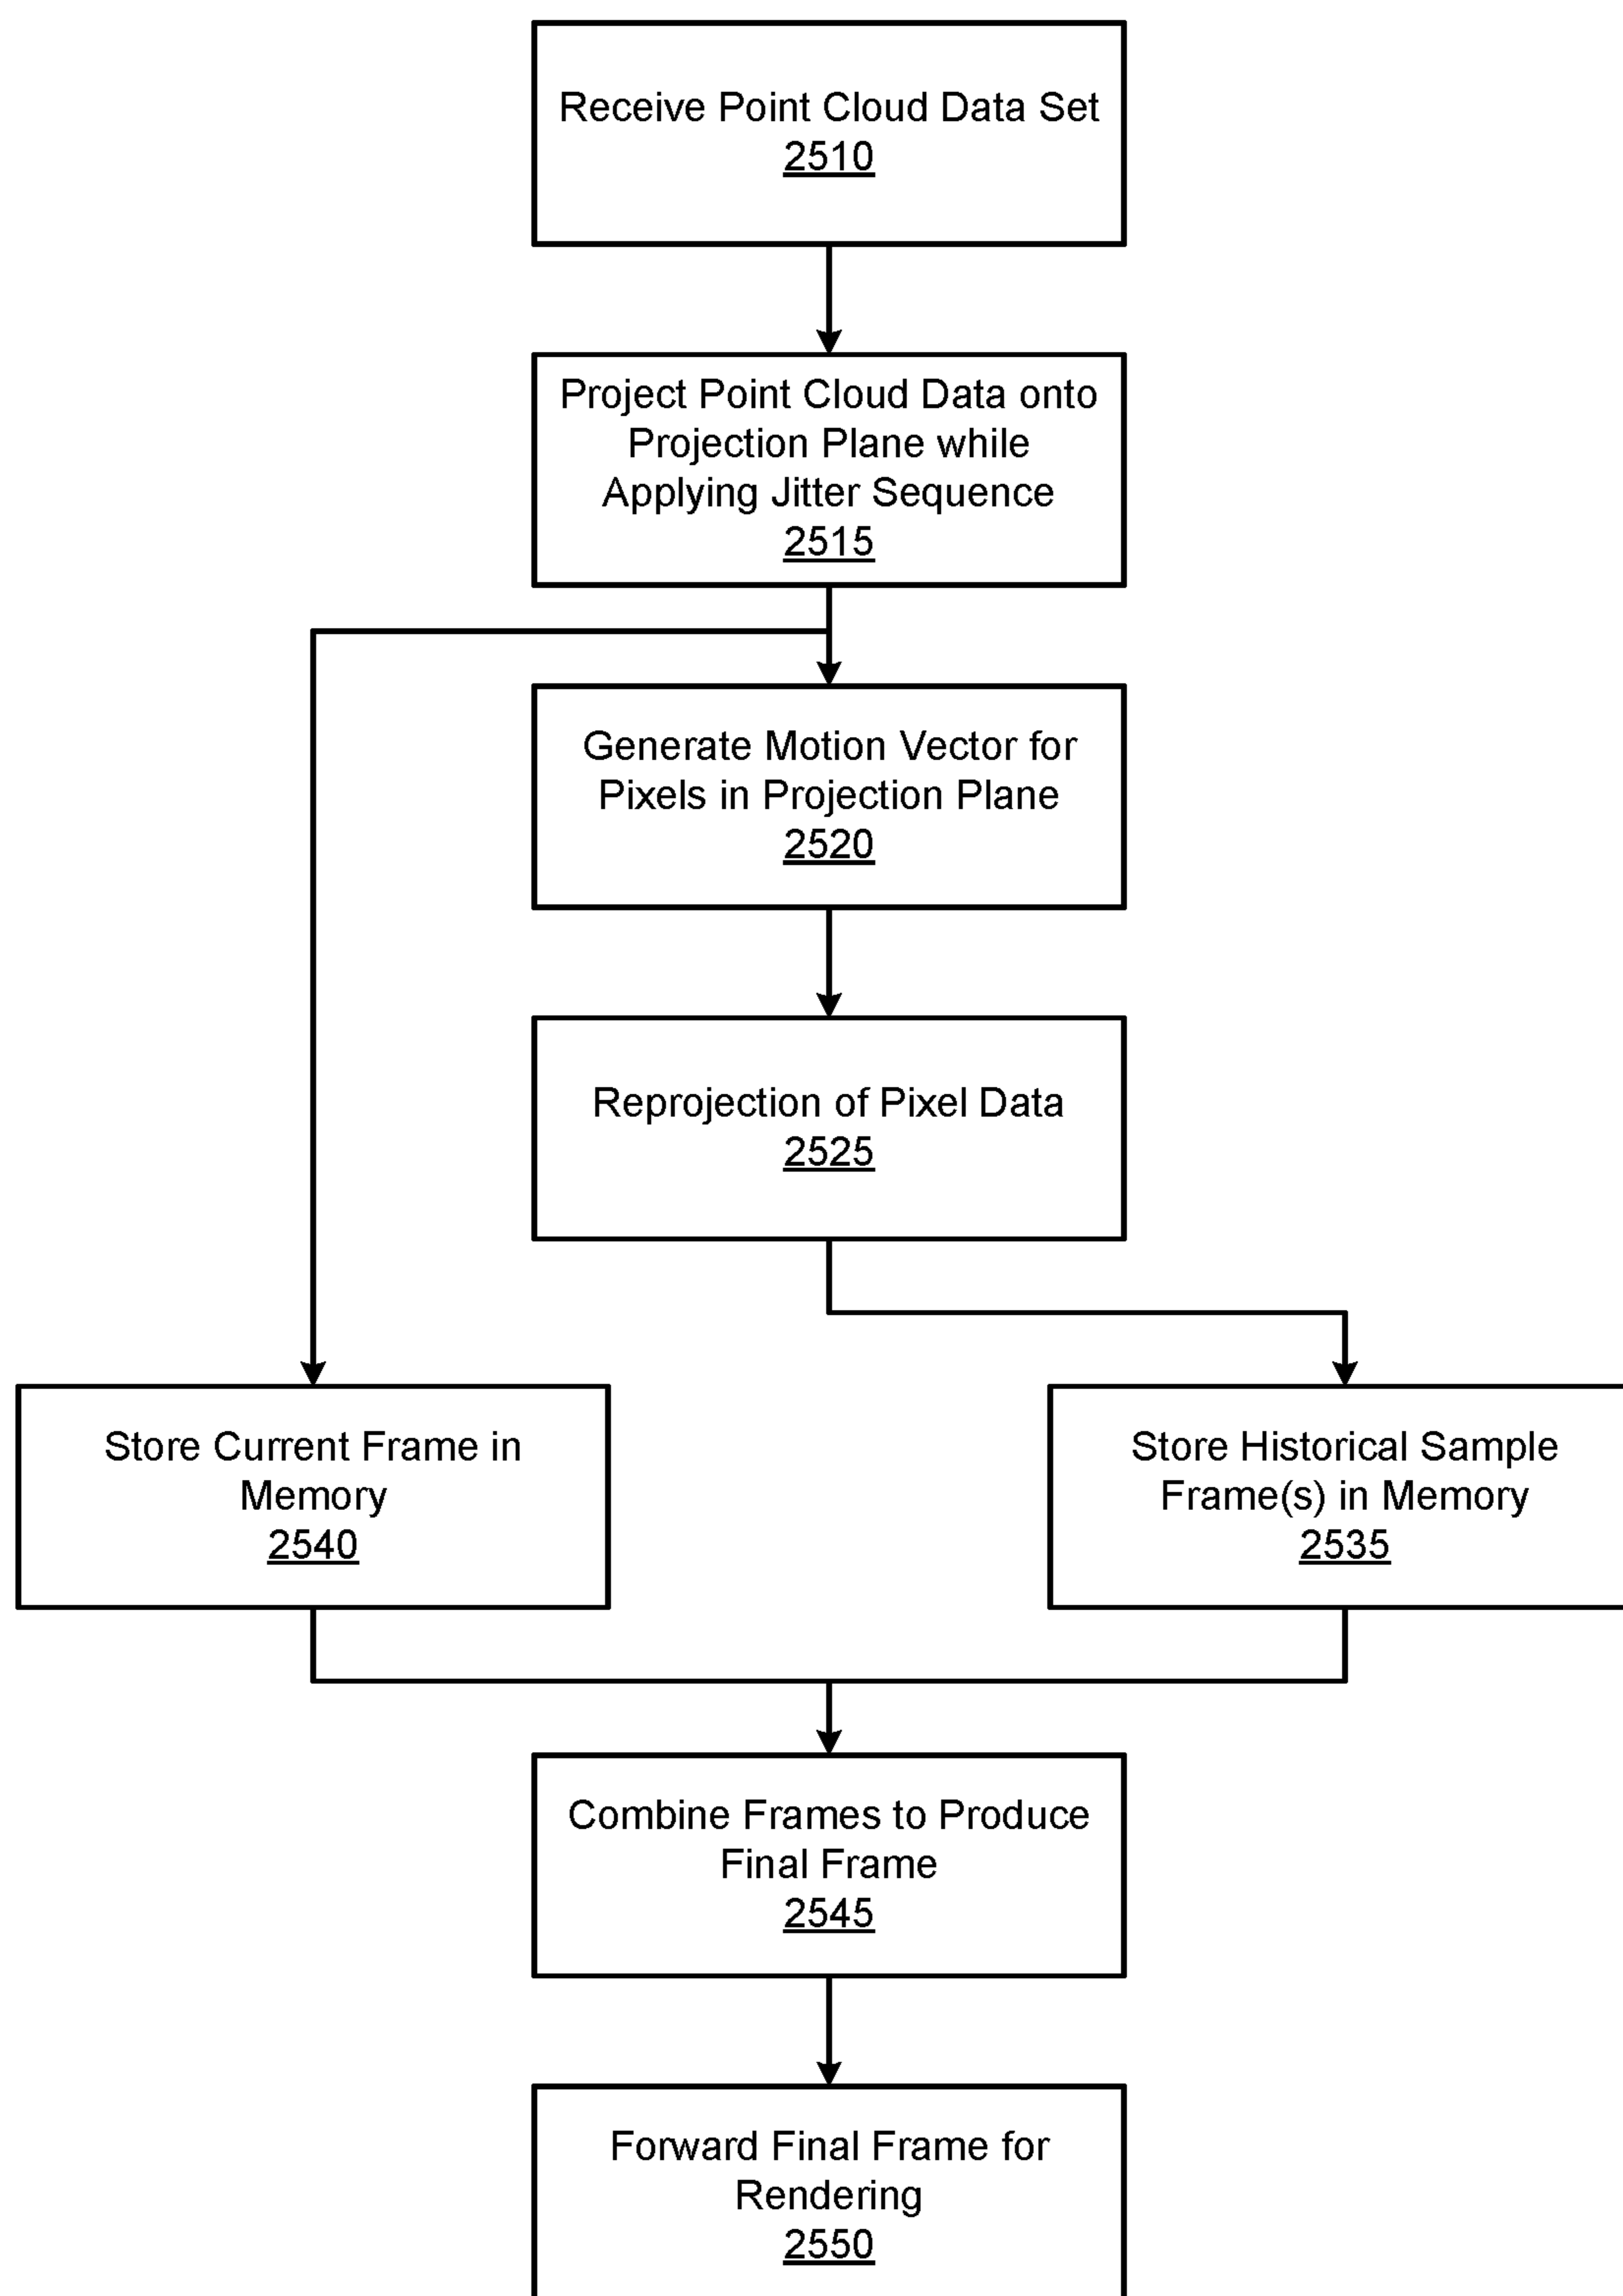 Receive Point Cloud Data Set
2510
Project Point Cloud Data onto
Projection Plane while
Applying Jitter Sequence
2515
Generate Motion Vector for
Pixels in Projection Plane
2520
Reprojection of Pixel Data
2525
Store Current Frame in
Memory
2540
Store Historical Sample
Frame(s) in Memory
2535
Combine Frames to Produce
Final Frame
2545
Forward Final Frame for
Rendering
2550